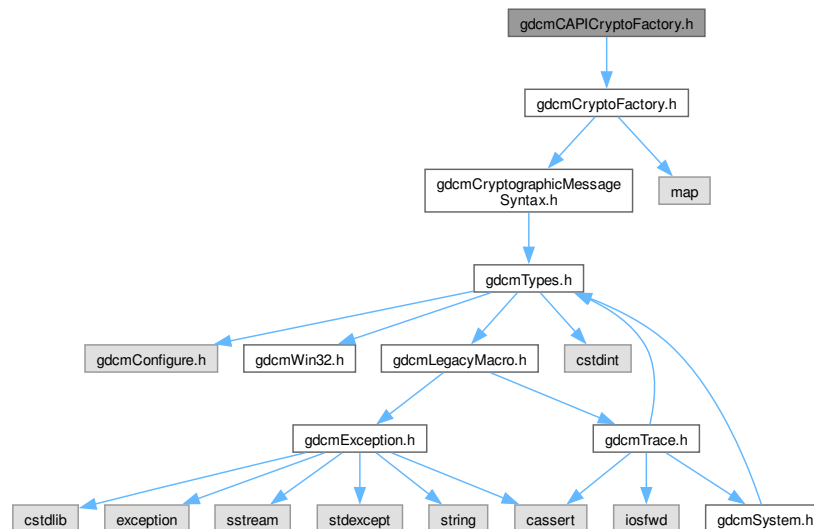 gdcmCAPICryptoFactory.h
gdcmCryptoFactory.h
gdcmCryptographicMessage
Syntax.h
map
gdcmTypes.h
gdcmConfigure.h
gdcmWin32.h
gdcmLegacyMacro.h
cstdint
gdcmException.h
gdcmTrace.h
cstdlib
exception
sstream
stdexcept
string
cassert
iosfwd
gdcmSystem.h